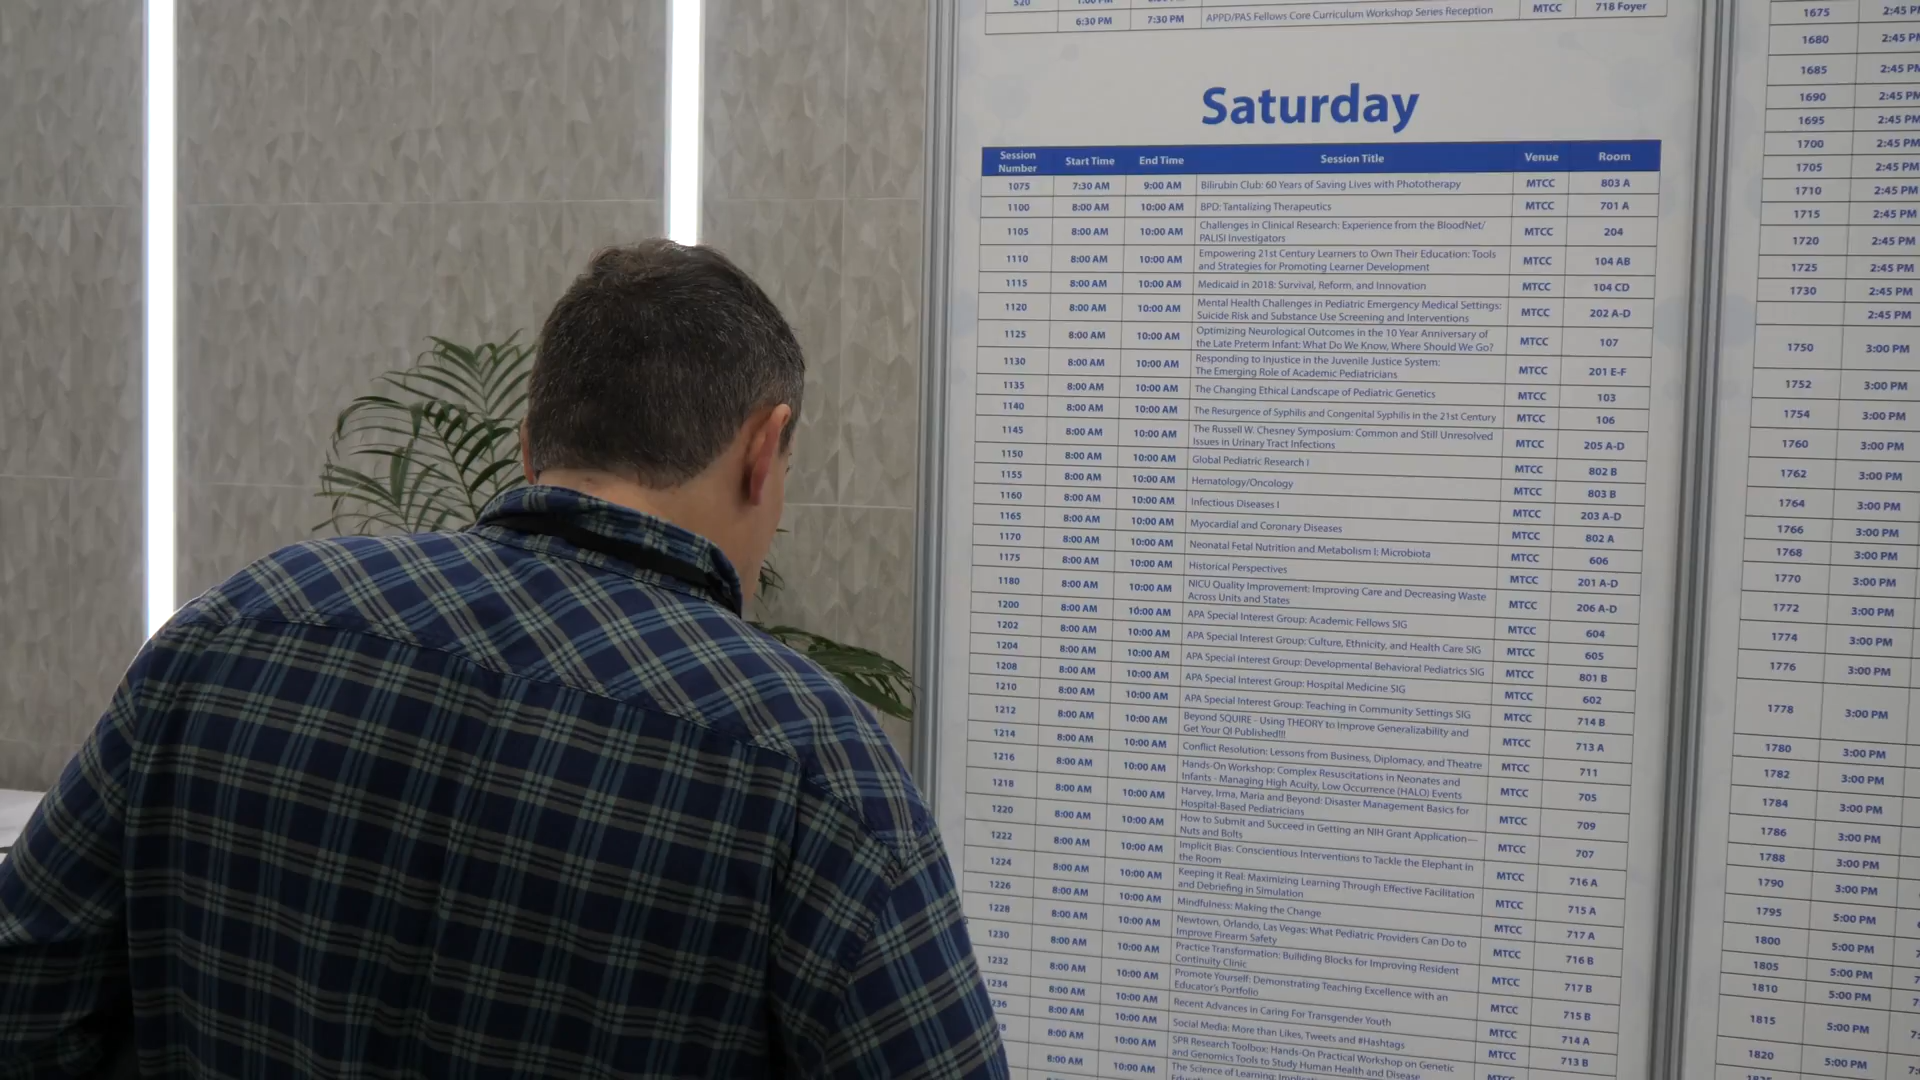 520 1:00 PM
6:30 PM 7:30 PM APPD/PAS Fellows Core Curriculum Workshop Series Reception MTCC 718 Foyer
Saturday
Session Number Start Time End Time Session Title Venue Room
1075 7:30 AM 9:00 AM Bilirubin Club: 60 Years of Saving Lives with Phototherapy MTCC 803 A
1100 8:00 AM 10:00 AM BPD: Tantalizing Therapeutics MTCC 701 A
1105 8:00 AM 10:00 AM Challenges in Clinical Research: Experience from the BloodNet/
PALISI Investigators MTCC 204
1110 8:00 AM 10:00 AM Empowering 21st Century Learners to Own Their Education: Tools
and Strategies for Promoting Learner Development MTCC 104 AB
1115 8:00 AM 10:00 AM Medicaid in 2018: Survival, Reform, and Innovation MTCC 104 CD
1120 8:00 AM 10:00 AM Mental Health Challenges in Pediatric Emergency Medical Settings:
Suicide Risk and Substance Use Screening and Interventions MTCC 202 A-D
1125 8:00 AM 10:00 AM Optimizing Neurological Outcomes in the 10 Year Anniversary of
the Late Preterm Infant: What Do We Know, Where Should We Go? MTCC 107
1130 8:00 AM 10:00 AM Responding to Injustice in the Juvenile Justice System:
The Emerging Role of Academic Pediatricians MTCC 201 E-F
1135 8:00 AM 10:00 AM The Changing Ethical Landscape of Pediatric Genetics MTCC 103
1140 8:00 AM 10:00 AM The Resurgence of Syphilis and Congenital Syphilis in the 21st Century MTCC 106
1145 8:00 AM 10:00 AM The Russell W. Chesney Symposium: Common and Still Unresolved
Issues in Urinary Tract Infections MTCC 205 A-D
1150 8:00 AM 10:00 AM Global Pediatric Research I MTCC 802 B
1155 8:00 AM 10:00 AM Hematology/Oncology MTCC 803 B
1160 8:00 AM 10:00 AM Infectious Diseases I MTCC 203 A-D
1165 8:00 AM 10:00 AM Myocardial and Coronary Diseases MTCC 802 A
1170 8:00 AM 10:00 AM Neonatal Fetal Nutrition and Metabolism I: Microbiota MTCC 606
1175 8:00 AM 10:00 AM Historical Perspectives MTCC 201 A-D
1180 8:00 AM 10:00 AM NICU Quality Improvement: Improving Care and Decreasing Waste
Across Units and States MTCC 206 A-D
1200 8:00 AM 10:00 AM APA Special Interest Group: Academic Fellows SIG MTCC 604
1202 8:00 AM 10:00 AM APA Special Interest Group: Culture, Ethnicity, and Health Care SIG MTCC 605
1204 8:00 AM 10:00 AM APA Special Interest Group: Developmental Behavioral Pediatrics SIG MTCC 801 B
1208 8:00 AM 10:00 AM APA Special Interest Group: Hospital Medicine SIG MTCC 602
1210 8:00 AM 10:00 AM APA Special Interest Group: Teaching in Community Settings SIG MTCC 714 B
1212 8:00 AM 10:00 AM Beyond SQUIRE - Using THEORY to Improve Generalizability and
Get Your QI Published!!! MTCC 713 A
1214 8:00 AM 10:00 AM Conflict Resolution: Lessons from Business, Diplomacy, and Theatre MTCC 711
1216 8:00 AM 10:00 AM Hands-On Workshop: Complex Resuscitations in Neonates and
Infants - Managing High Acuity, Low Occurrence (HALO) Events MTCC 705
1218 8:00 AM 10:00 AM Harvey, Irma, Maria and Beyond: Disaster Management Basics for
Hospital-Based Pediatricians MTCC 709
1220 8:00 AM 10:00 AM How to Submit and Succeed in Getting an NIH Grant Application—
Nuts and Bolts MTCC 707
1222 8:00 AM 10:00 AM Implicit Bias: Conscientious Interventions to Tackle the Elephant in
the Room MTCC 716 A
1224 8:00 AM 10:00 AM Keeping it Real: Maximizing Learning Through Effective Facilitation
and Debriefing in Simulation MTCC 715 A
1226 8:00 AM 10:00 AM Mindfulness: Making the Change MTCC 717 A
1228 8:00 AM 10:00 AM Newtown, Orlando, Las Vegas: What Pediatric Providers Can Do to
Improve Firearm Safety MTCC 716 B
1230 8:00 AM 10:00 AM Practice Transformation: Building Blocks for Improving Resident
Continuity Clinic MTCC 717 B
1232 8:00 AM 10:00 AM Promote Yourself: Demonstrating Teaching Excellence with an
Educator's Portfolio MTCC 715 B
1234 8:00 AM 10:00 AM Recent Advances in Caring For Transgender Youth MTCC 714 A
236 8:00 AM 10:00 AM Social Media: More than Likes, Tweets and #Hashtags MTCC 713 B
8 8:00 AM 10:00 AM SPR Research Toolbox: Hands-On Practical Workshop on Genetic
and Genomics Tools to Study Human Health and Disease MTCC
8:00 AM 10:00 AM The Science of Learning:
1675 2:45 PM
1680 2:45 PM
1685 2:45 PM
1690 2:45 PM
1695 2:45 PM
1700 2:45 PM
1705 2:45 PM
1710 2:45 PM
1715 2:45 PM
1720 2:45 PM
1725 2:45 PM
1730 2:45 PM
2:45 PM
1750 3:00 PM
1752 3:00 PM
1754 3:00 PM
1760 3:00 PM
1762 3:00 PM
1764 3:00 PM
1766 3:00 PM
1768 3:00 PM
1770 3:00 PM
1772 3:00 PM
1774 3:00 PM
1776 3:00 PM
1778 3:00 PM
1780 3:00 PM
1782 3:00 PM
1784 3:00 PM
1786 3:00 PM
1788 3:00 PM
1790 3:00 PM
1795 5:00 PM
1800 5:00 PM
1805 5:00 PM
1810 5:00 PM
1815 5:00 PM
1820 5:00 PM